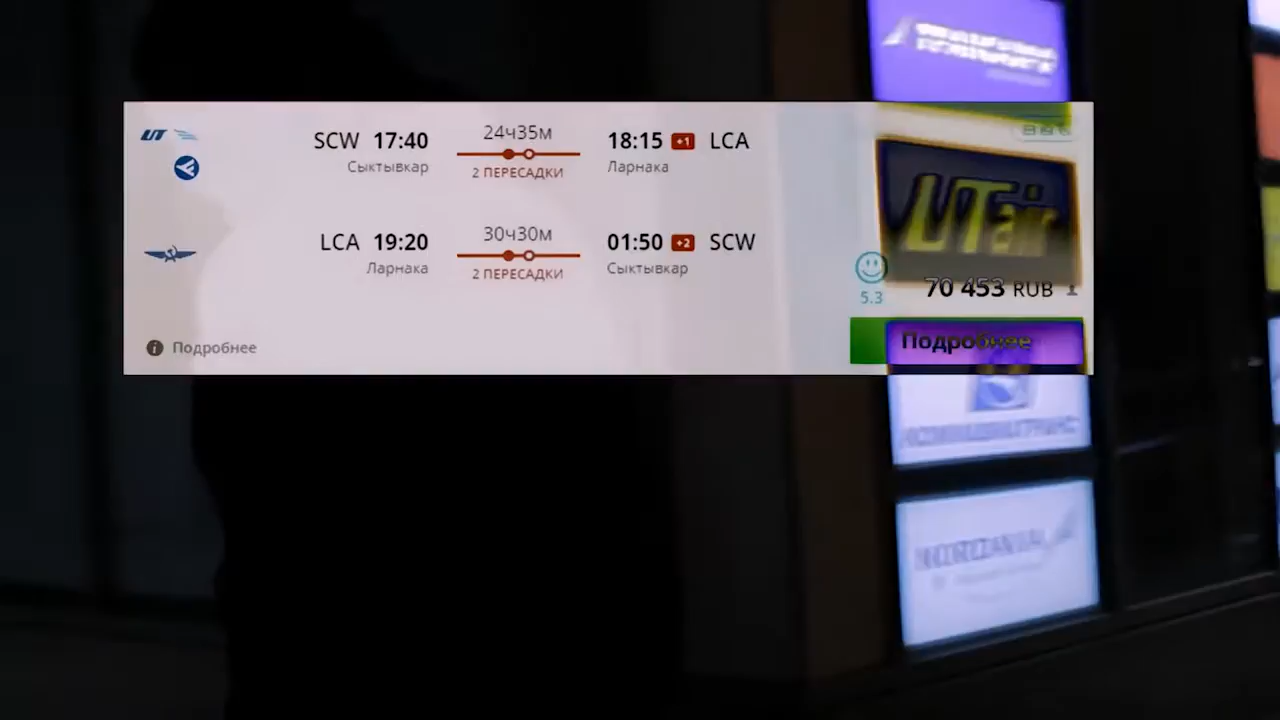 UT
SCW 17:40
24ч35м
18:15 +1 LCA
Сыктывкар
2 ПЕРЕСАДКИ
Ларнака
UTair
LCA 19:20
30ч30м
01:50 +2 SCW
Ларнака
2 ПЕРЕСАДКИ
Сыктывкар
5.3
70 453 RUB
Подробнее
Подробнее